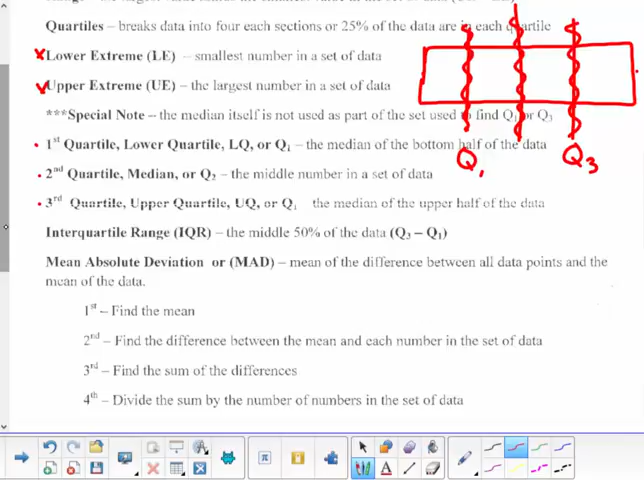 Quartiles – breaks data into four each sections or 25% of the data are in each quartile
Lower Extreme (LE) – smallest number in a set of data
Upper Extreme (UE) – the largest number in a set of data
***Special Note – the median itself is not used as part of the set used to find Q1 or Q3
1st Quartile, Lower Quartile, LQ, or Q1 – the median of the bottom half of the data
Q1
Q3
2nd Quartile, Median, or Q2 – the middle number in a set of data
3rd Quartile, Upper Quartile, UQ, or Q1 the median of the upper half of the data
Interquartile Range (IQR) – the middle 50% of the data (Q3 – Q1)
Mean Absolute Deviation or (MAD) – mean of the difference between all data points and the
mean of the data.
1st – Find the mean
2nd – Find the difference between the mean and each number in the set of data
3rd – Find the sum of the differences
4th – Divide the sum by the number of numbers in the set of data